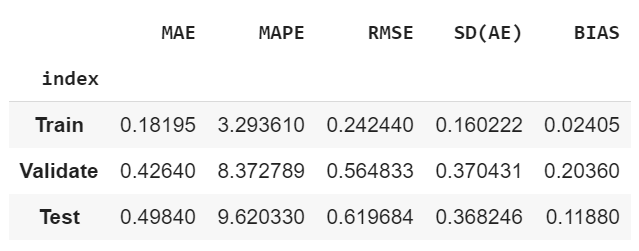 MAE MAPE RMSE SD(AE) BIAS
index
Train 0.18195 3.293610 0.242440 0.160222 0.02405
Validate 0.42640 8.372789 0.564833 0.370431 0.20360
Test 0.49840 9.620330 0.619684 0.368246 0.11880